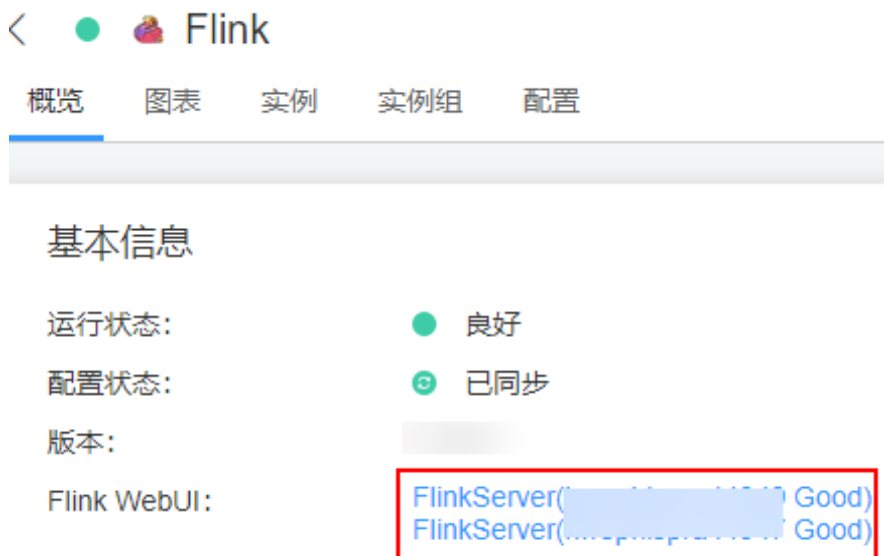 Flink
概览 图表 实例 实例组 配置
基本信息
运行状态: 良好
配置状态: 已同步
版本:
Flink WebUI: FlinkServer( Good)
FlinkServer( Good)